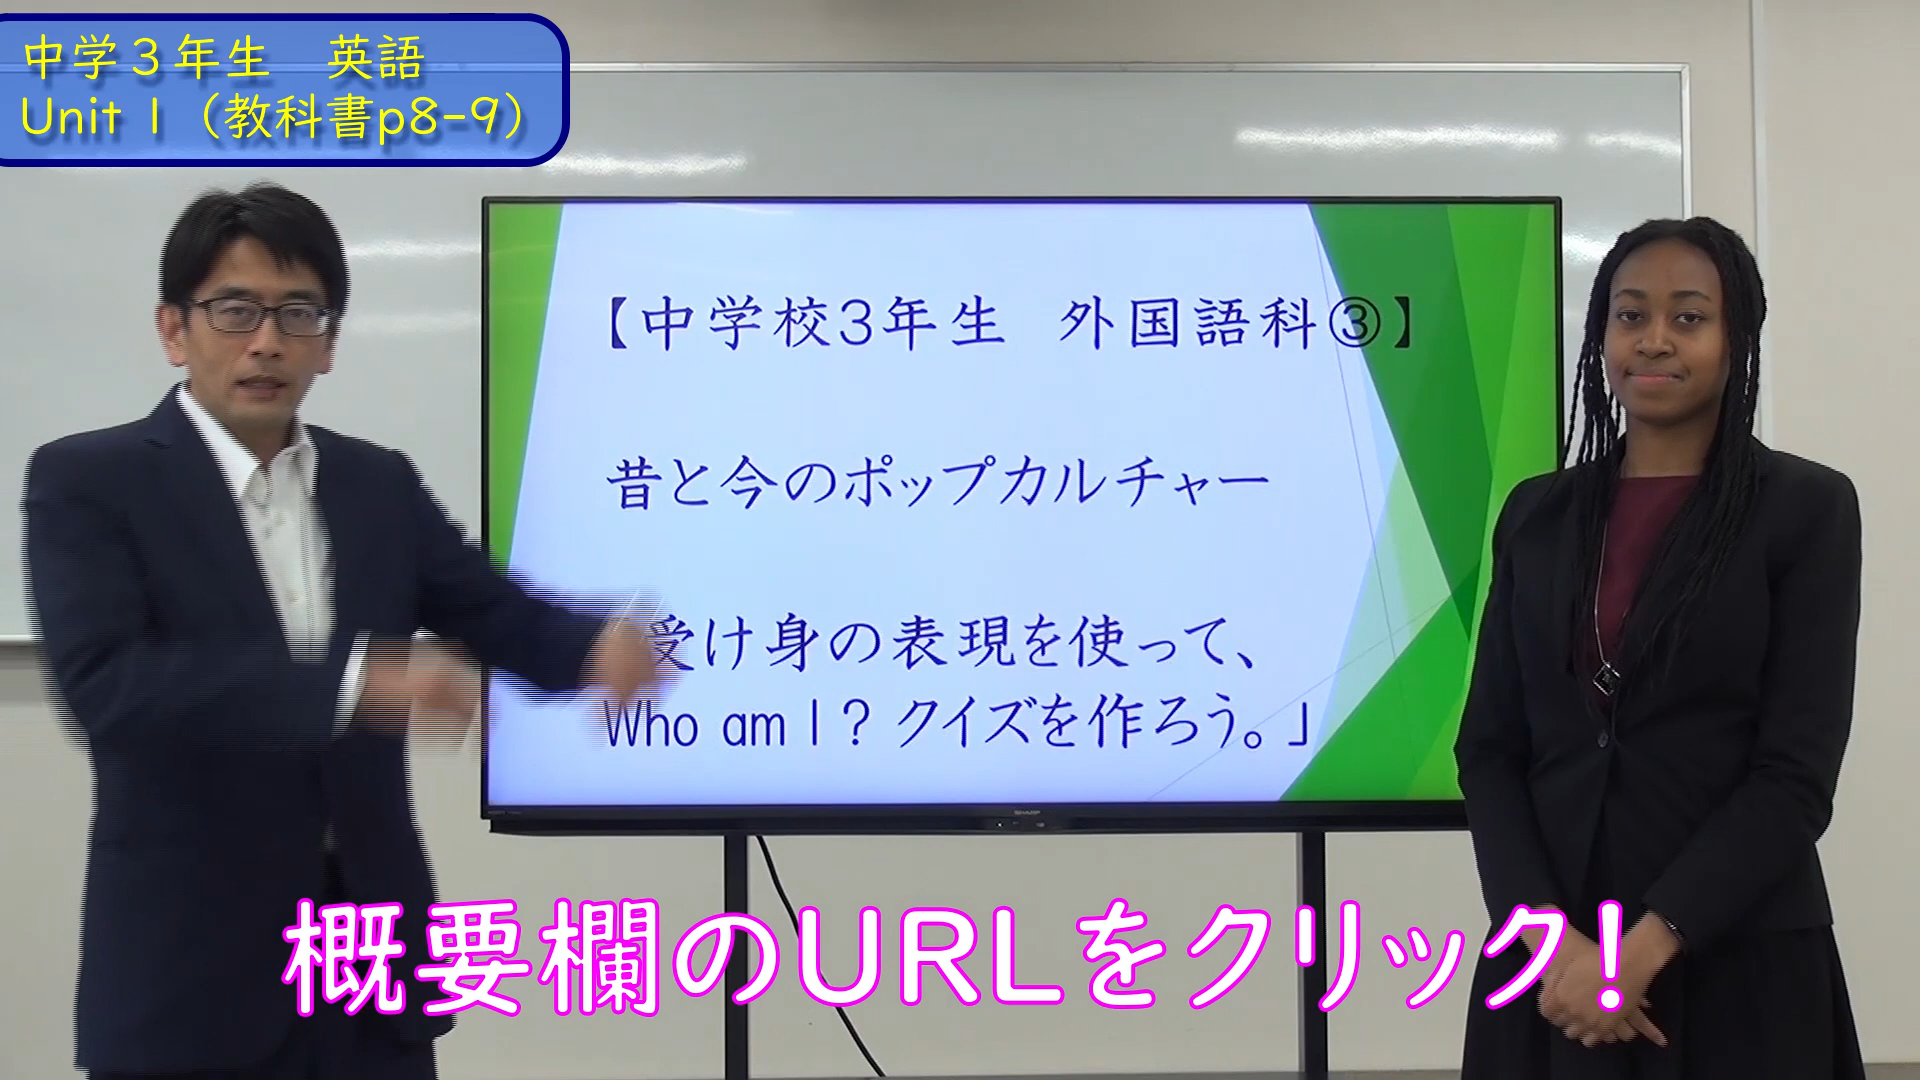 中学３年生　英語
Unit 1（教科書p8-9）
【中学校3年生　外国語科③】
昔と今のポップカルチャー
受け身の表現を使って、
Who am I？クイズを作ろう。」
SHARP
概要欄のURLをクリック！